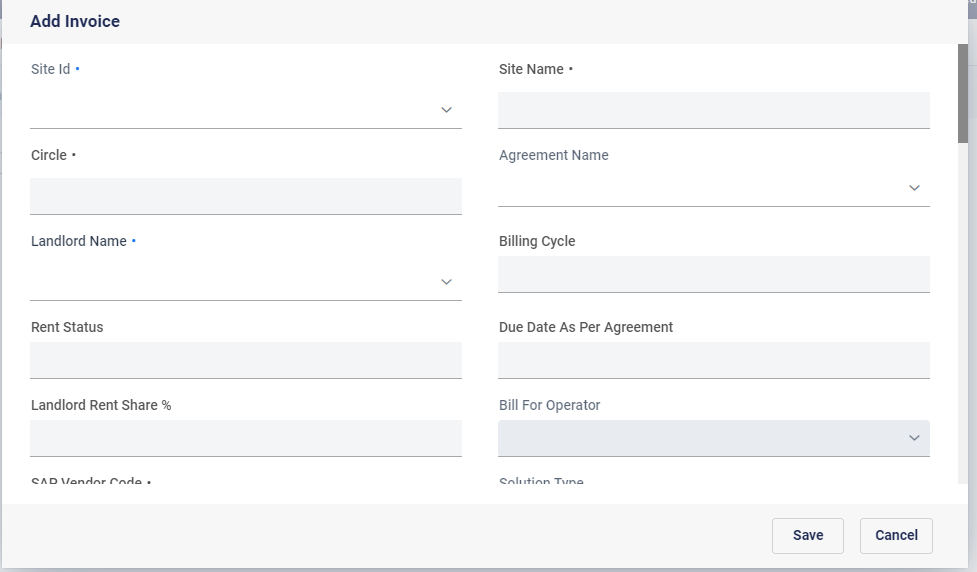 Add Invoice
Site Id •
Site Name •
Circle •
Agreement Name
Landlord Name •
Billing Cycle
Rent Status
Due Date As Per Agreement
Landlord Rent Share %
Bill For Operator
SAP Vendor Code •
Solution Type
Save
Cancel